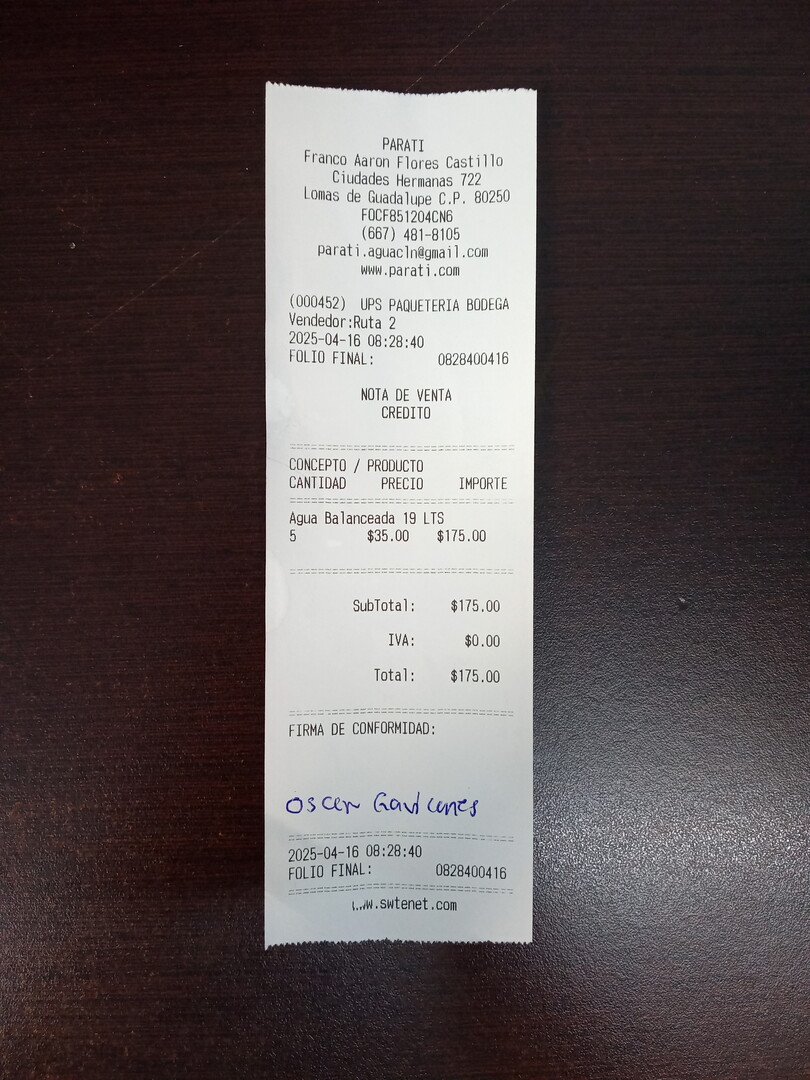 PARATI
Franco Aaron Flores Castillo
Ciudades Hermanas 722
Lomas de Guadalupe C.P. 80250
FOCF851204CN6
(667) 481-8105
parati.aguacln@gmail.com
www.parati.com
(000452) UPS PAQUETERIA BODEGA
Vendedor:Ruta 2
2025-04-16 08:28:40
FOLIO FINAL: 0828400416
NOTA DE VENTA
CREDITO
CONCEPTO / PRODUCTO
CANTIDAD PRECIO IMPORTE
Agua Balanceada 19 LTS
5 $35.00 $175.00
SubTotal: $175.00
IVA: $0.00
Total: $175.00
FIRMA DE CONFORMIDAD:
2025-04-16 08:28:40
FOLIO FINAL: 0828400416
www.swtenet.com